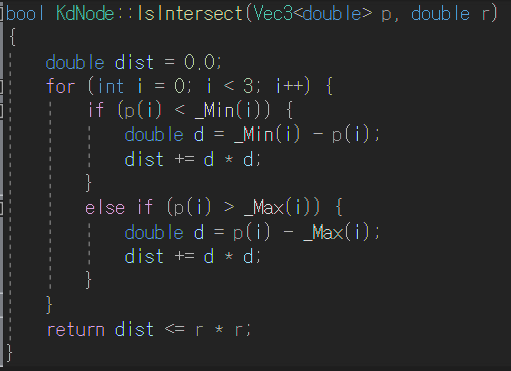 bool KdNode::IsIntersect(Vec3<double> p, double r)
{
    double dist = 0.0;
    for (int i = 0; i < 3; i++) {
        if (p(i) < _Min(i)) {
            double d = _Min(i) - p(i);
            dist += d * d;
        }
        else if (p(i) > _Max(i)) {
            double d = p(i) - _Max(i);
            dist += d * d;
        }
    }
    return dist <= r * r;
}